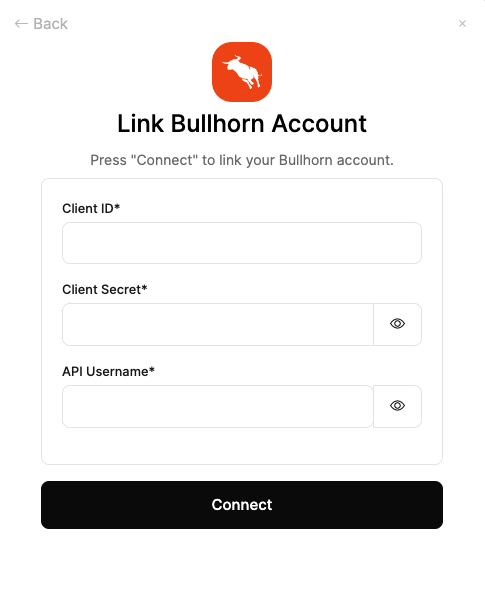 ← Back
×
Link Bullhorn Account
Press "Connect" to link your Bullhorn account.
Client ID*
Client Secret*
API Username*
Connect